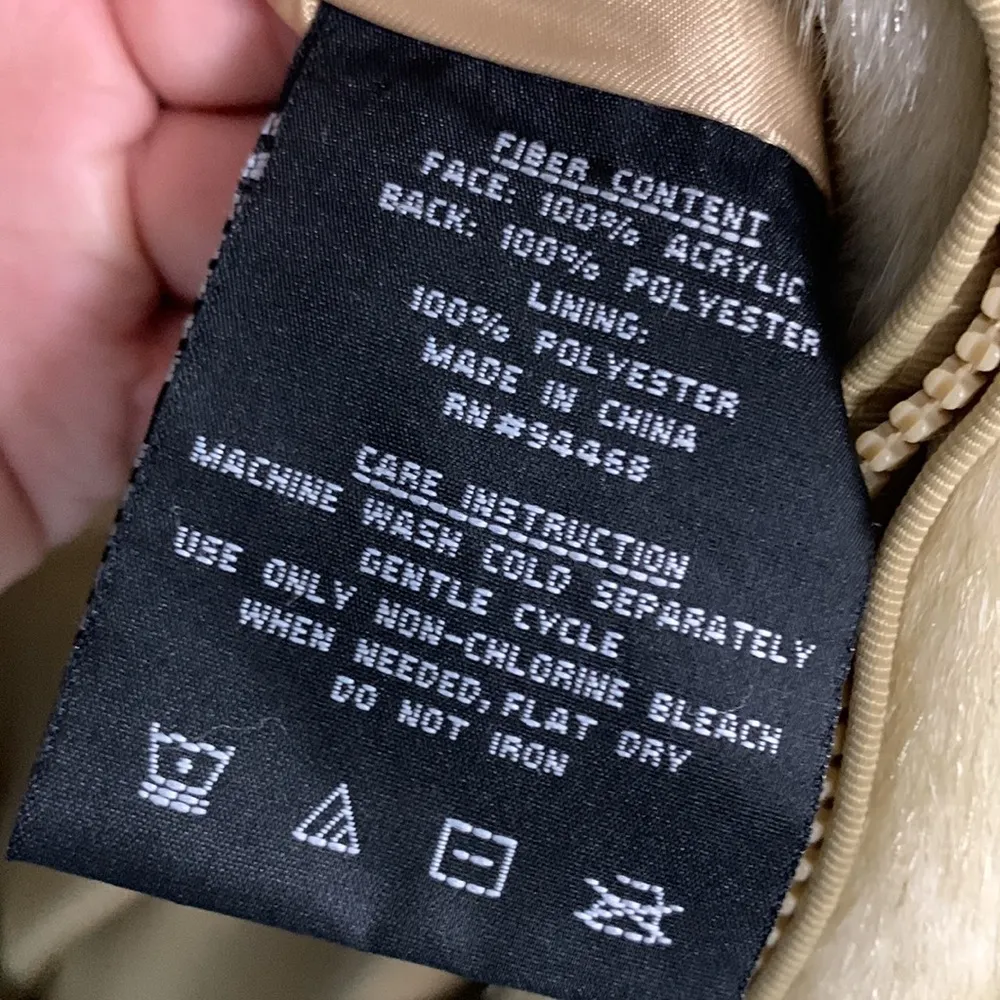 FIBER CONTENT
FACE: 100% ACRYLIC
BACK: 100% POLYESTER
LINING:
100% POLYESTER
MADE IN CHINA
RN#94468
CARE INSTRUCTION
MACHINE WASH COLD SEPARATELY
GENTLE CYCLE
USE ONLY NON-CHLORINE BLEACH
WHEN NEEDED, FLAT DRY
DO NOT IRON